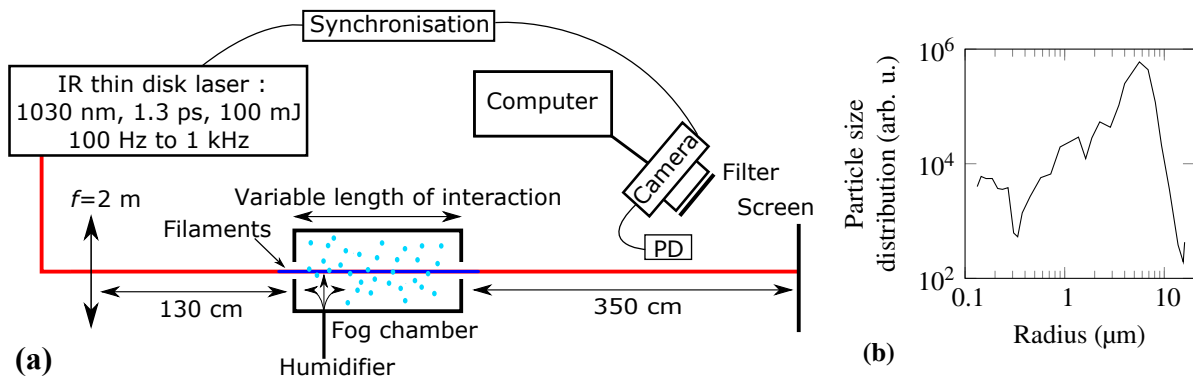 Synchronisation
IR thin disk laser :
1030 nm, 1.3 ps, 100 mJ
100 Hz to 1 kHz
Computer
Camera
Filter
Screen
PD
f=2 m
Variable length of interaction
Filaments
130 cm
350 cm
Fog chamber
Humidifier
(a)
Particle size
distribution (arb. u.)
10^6
10^4
10^2
0.1
1
10
Radius (μm)
(b)